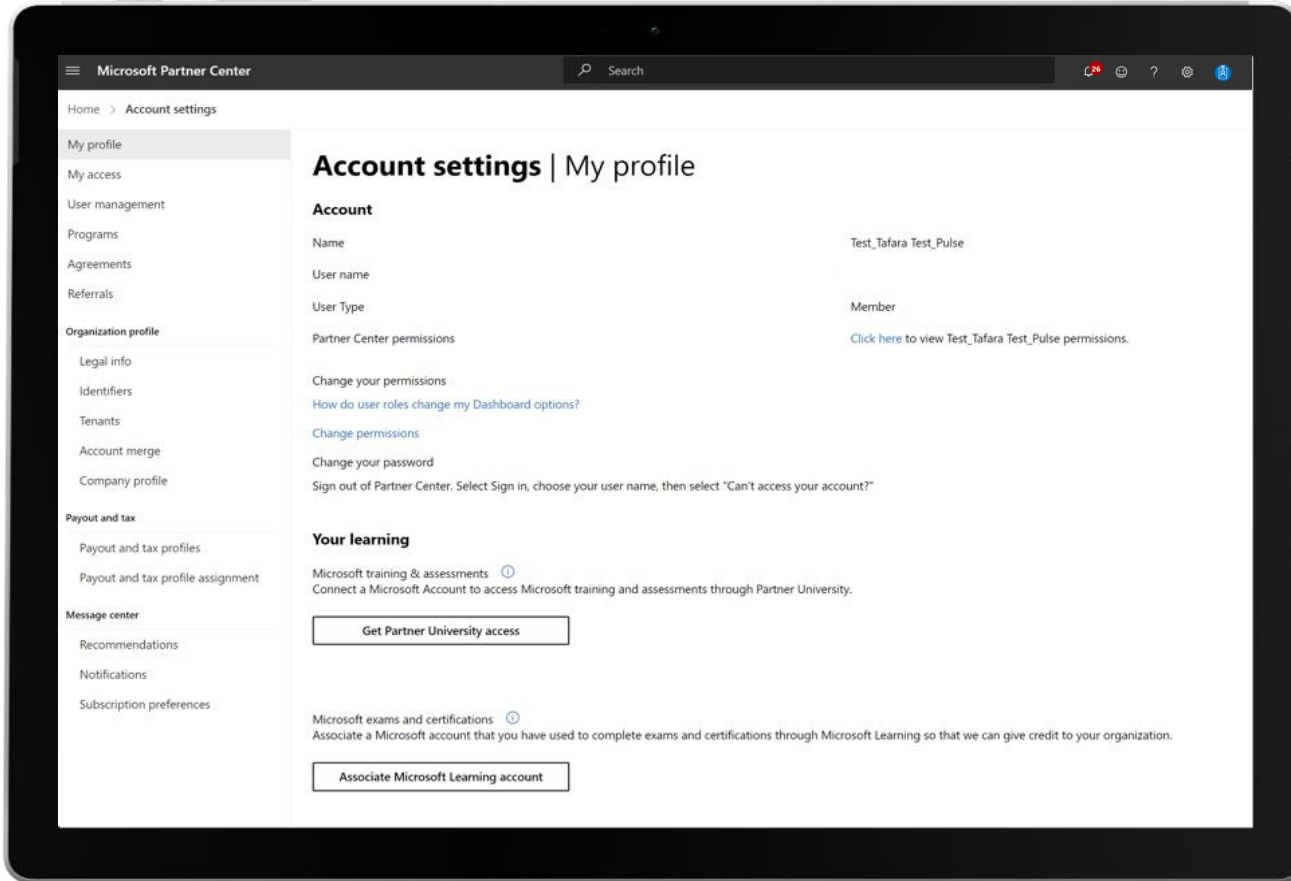 Microsoft Partner Center
Search
26
?
Home > Account settings
My profile
My access
User management
Programs
Agreements
Referrals
Organization profile
Legal info
Identifiers
Tenants
Account merge
Company profile
Payout and tax
Payout and tax profiles
Payout and tax profile assignment
Message center
Recommendations
Notifications
Subscription preferences
Account settings | My profile
Account
Name Test_Tafara Test_Pulse
User name
User Type Member
Partner Center permissions Click here to view Test_Tafara Test_Pulse permissions.
Change your permissions
How do user roles change my Dashboard options?
Change permissions
Change your password
Sign out of Partner Center. Select Sign in, choose your user name, then select "Can't access your account?"
Your learning
Microsoft training & assessments
Connect a Microsoft Account to access Microsoft training and assessments through Partner University.
Get Partner University access
Microsoft exams and certifications
Associate a Microsoft account that you have used to complete exams and certifications through Microsoft Learning so that we can give credit to your organization.
Associate Microsoft Learning account